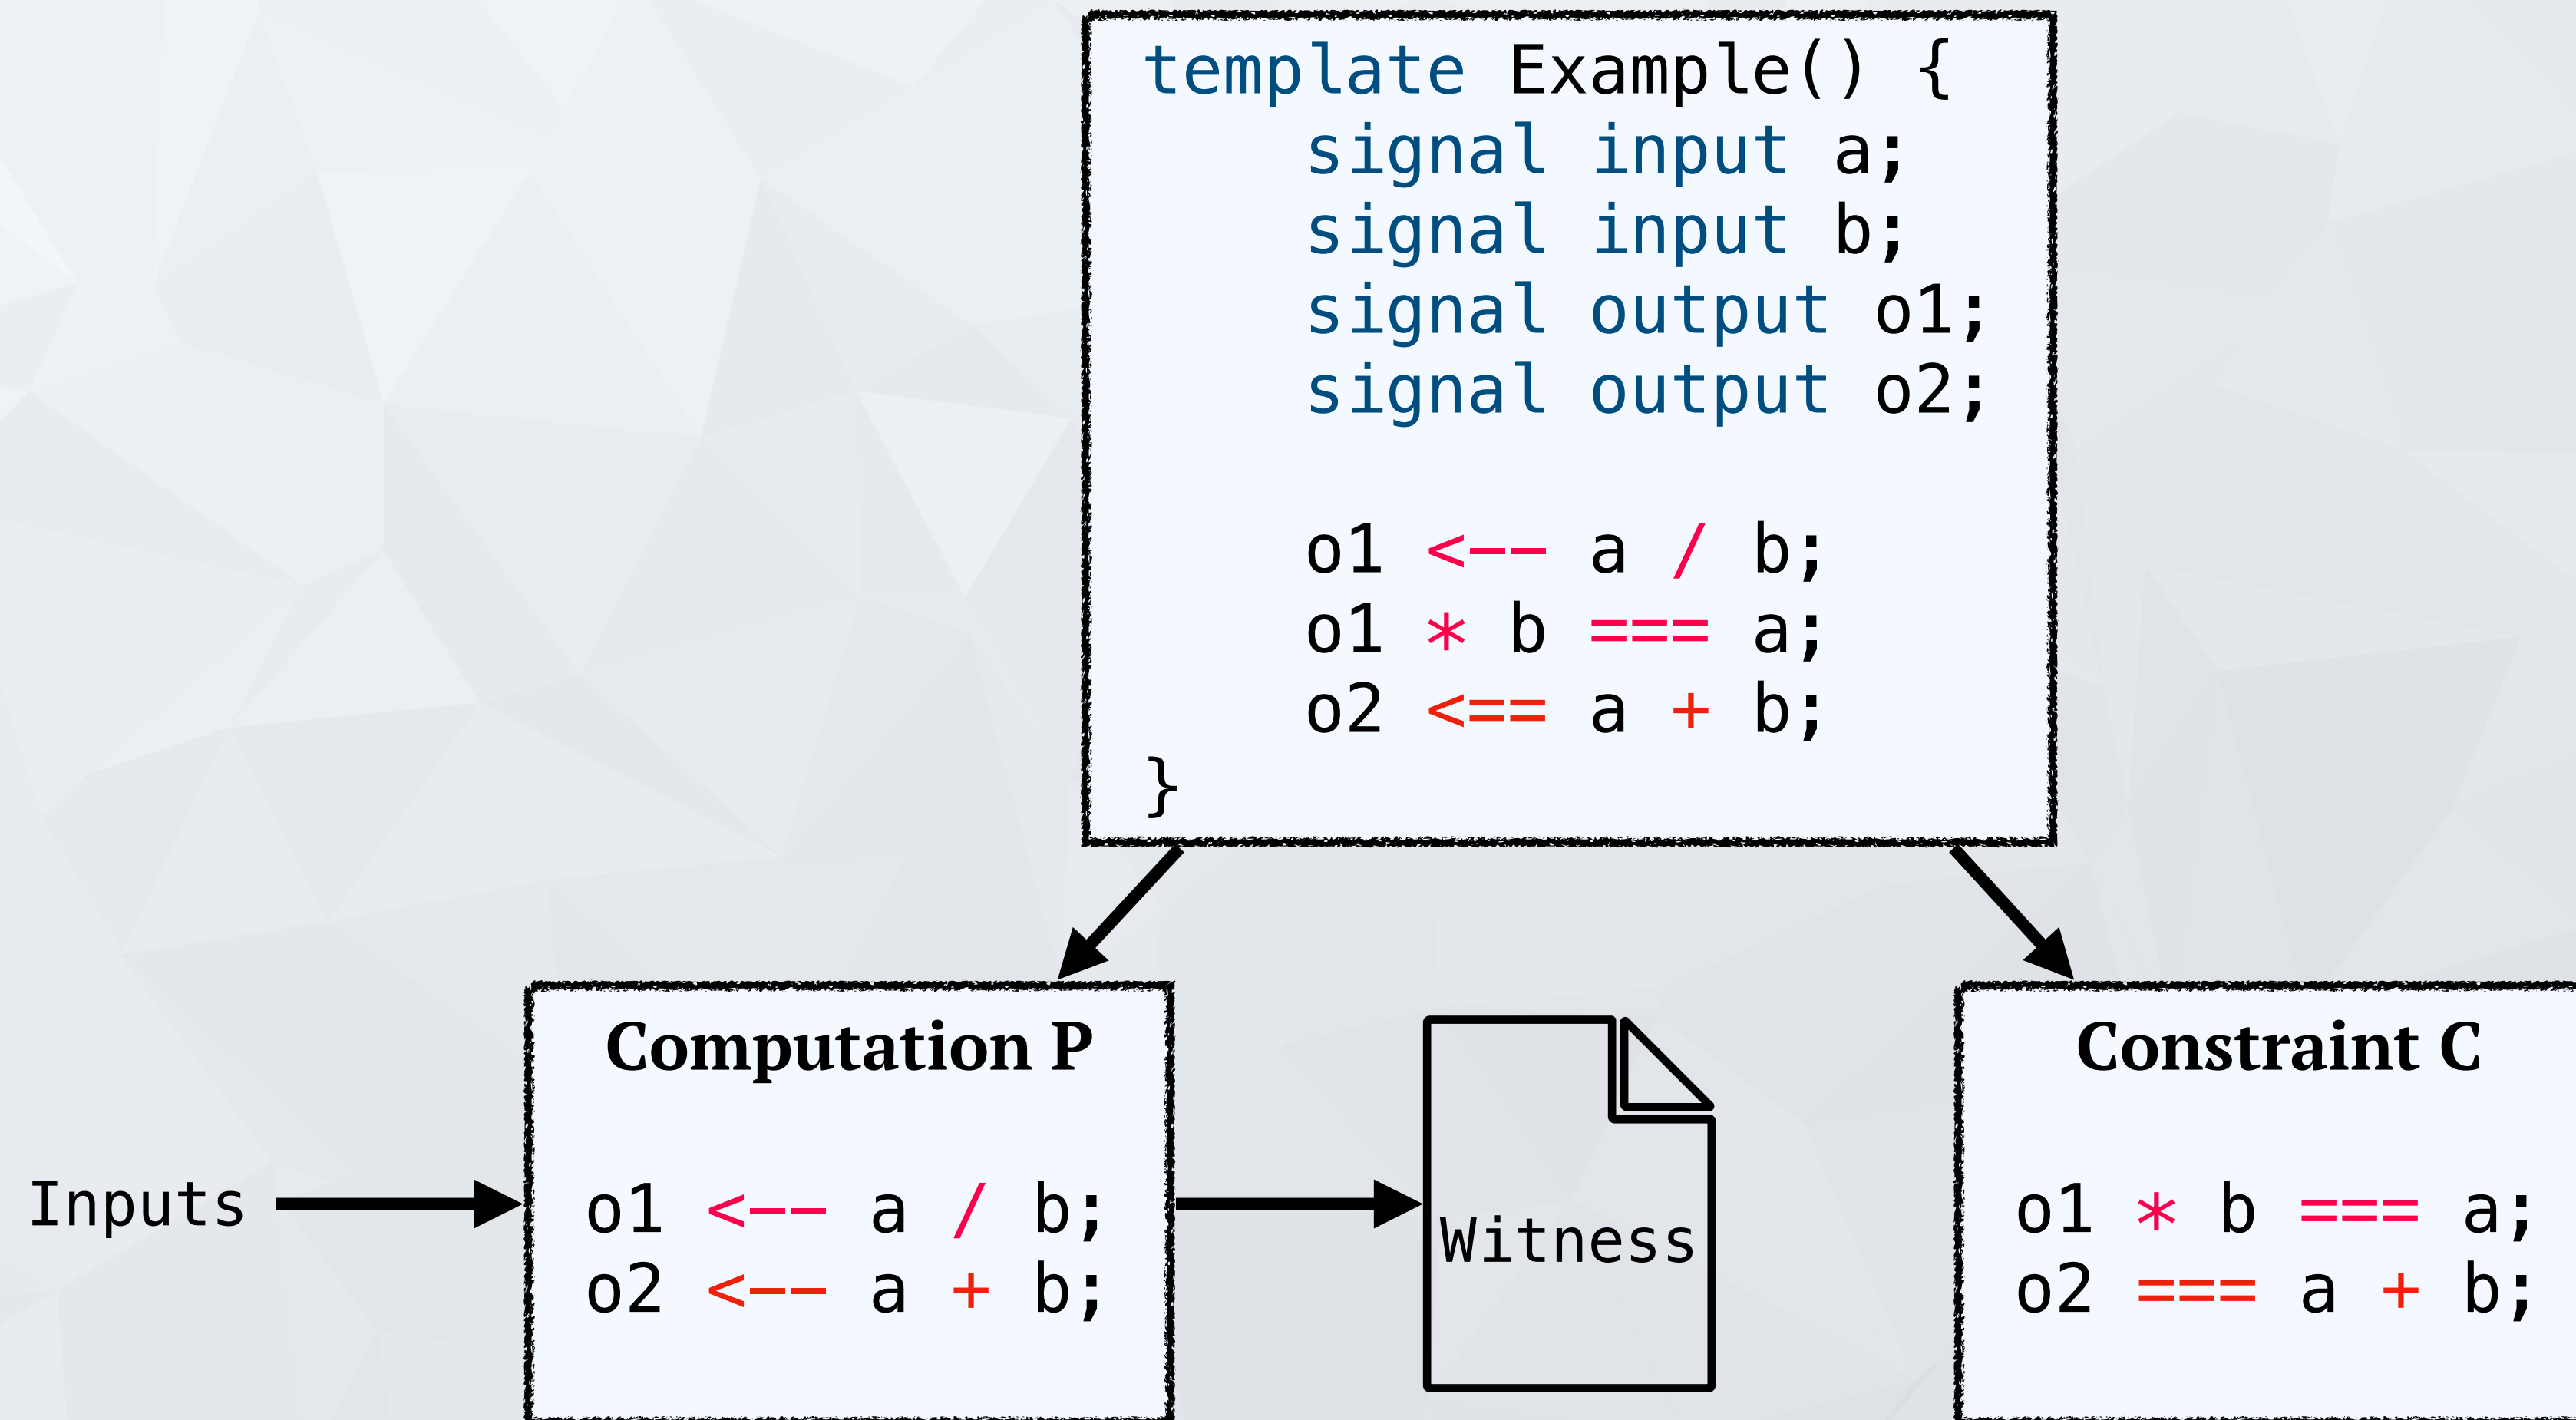 template Example() {
    signal input a;
    signal input b;
    signal output o1;
    signal output o2;

    o1 <-- a / b;
    o1 * b === a;
    o2 <== a + b;
}
Computation P
o1 <-- a / b;
o2 <-- a + b;
Inputs
Witness
Constraint C
o1 * b === a;
o2 === a + b;